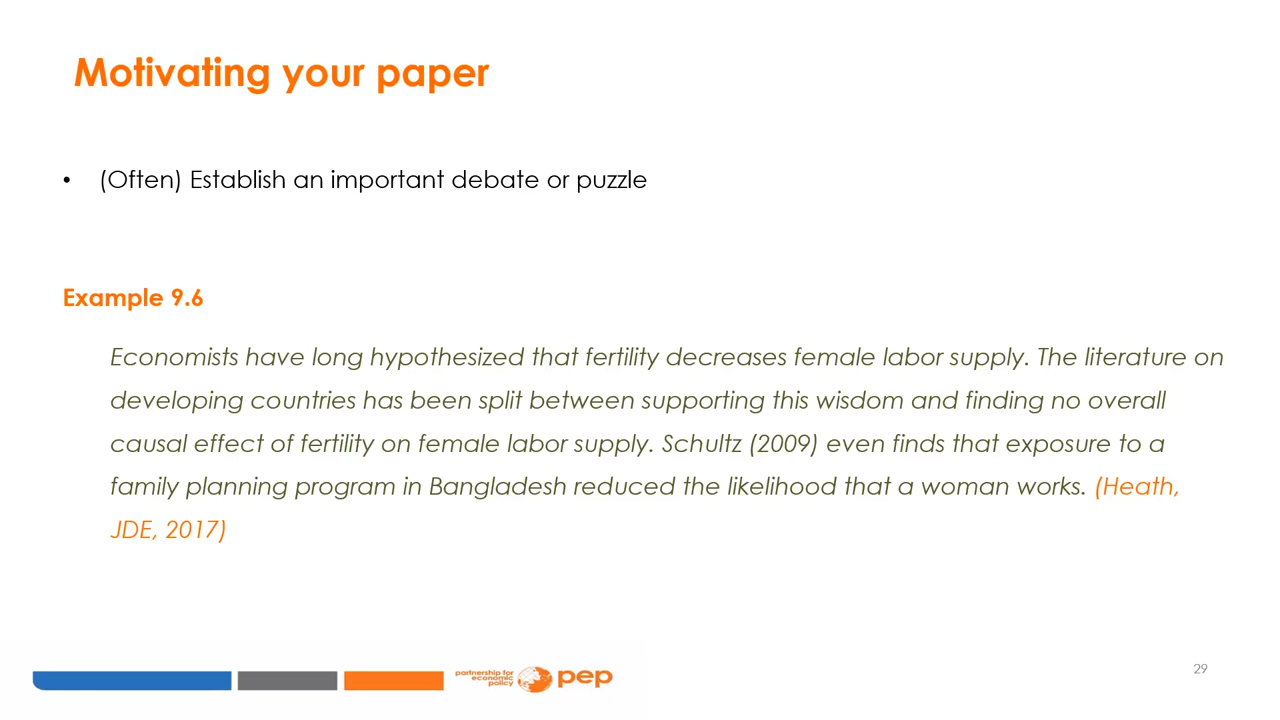 Motivating your paper
• (Often) Establish an important debate or puzzle
Example 9.6
Economists have long hypothesized that fertility decreases female labor supply. The literature on
developing countries has been split between supporting this wisdom and finding no overall
causal effect of fertility on female labor supply. Schultz (2009) even finds that exposure to a
family planning program in Bangladesh reduced the likelihood that a woman works. (Heath,
JDE, 2017)
partnership for
economic
policy
pep
29